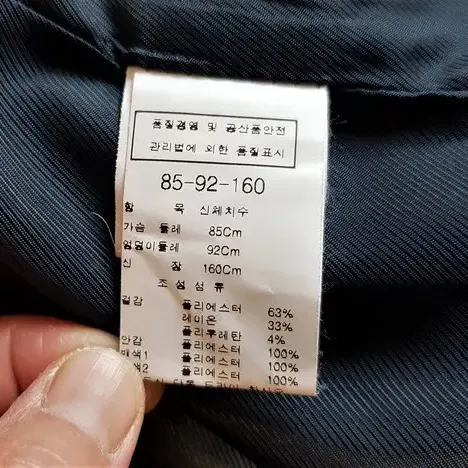 품질경영 및 공산품안전
관리법에 의한 품질표시
85-92-160
항 목 신체치수
가슴 둘레 85Cm
엉덩이둘레 92Cm
신 장 160Cm
조성섬유
겉감 폴리에스터 63%
레이온 33%
폴리우레탄 4%
안감 폴리에스터 100%
배색1 폴리에스터 100%
색2 폴리에스터 100%